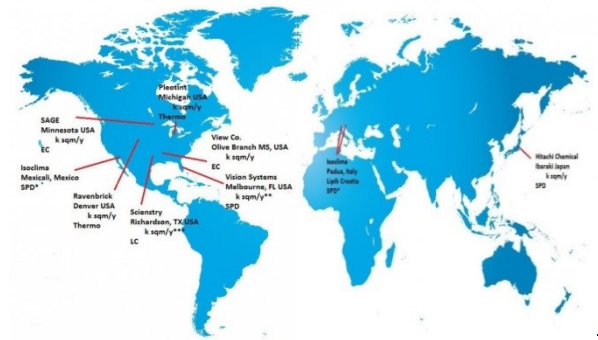 Pleotint
Michigan USA
k sqm/y
Thermo
SAGE
Minnesota USA
k sqm/y
EC
View Co.
Olive Branch MS, USA
k sqm/y
EC
Isoclima
Mexicali, Mexico
SPD*
Ravenbrick
Denver USA
k sqm/y
Thermo
Scienstry
Richardson, TX USA
k sqm/y***
LC
Vision Systems
Melbourne, FL USA
k sqm/y**
SPD
Isoclima
Padua, Italy
Lipik Croatia
SPD*
Hitachi Chemical
Ibaraki Japan
k sqm/y
SPD